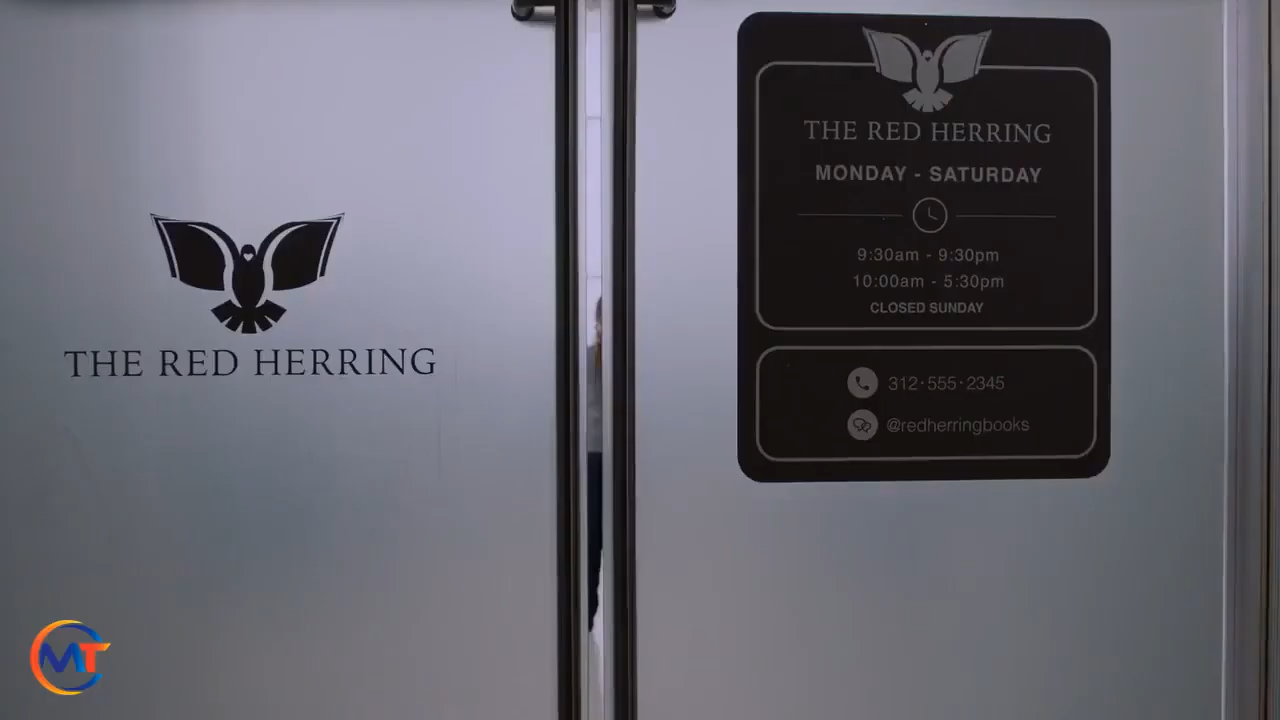 THE RED HERRING
THE RED HERRING
MONDAY - SATURDAY
9:30am - 9:30pm
10:00am - 5:30pm
CLOSED SUNDAY
312·555·2345
@redherringbooks
MT